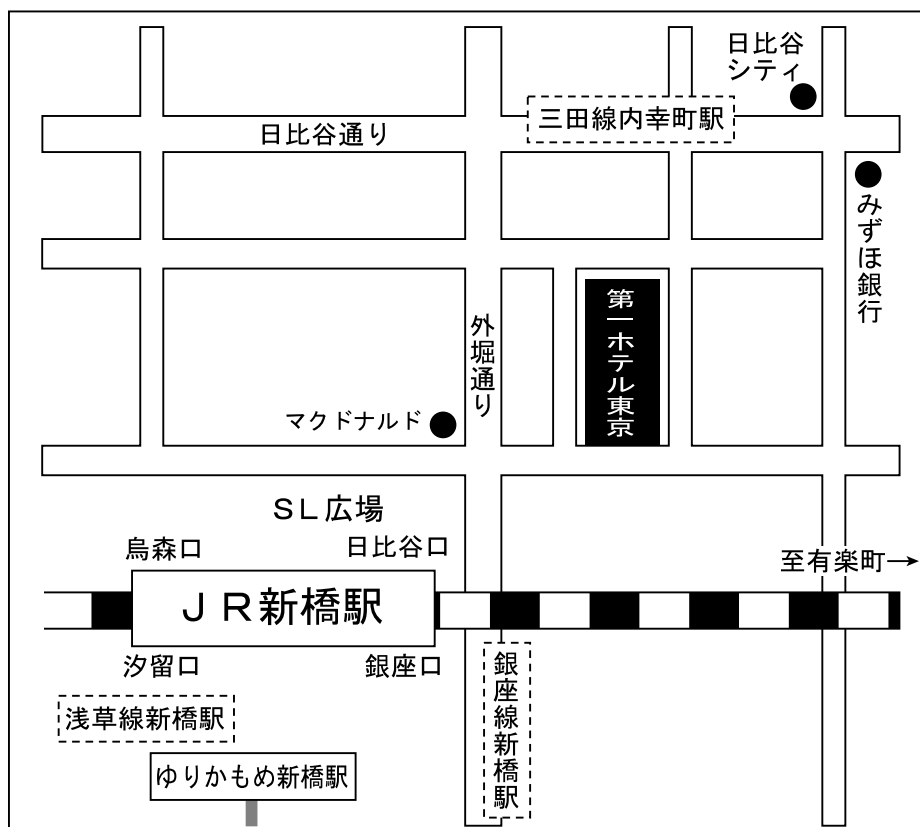 日比谷
シティ
三田線内幸町駅
日比谷通り
みずほ銀行
第一ホテル東京
外堀通り
マクドナルド
ＳＬ広場
烏森口
日比谷口
至有楽町→
ＪＲ新橋駅
汐留口
銀座口
銀座線新橋駅
浅草線新橋駅
ゆりかもめ新橋駅